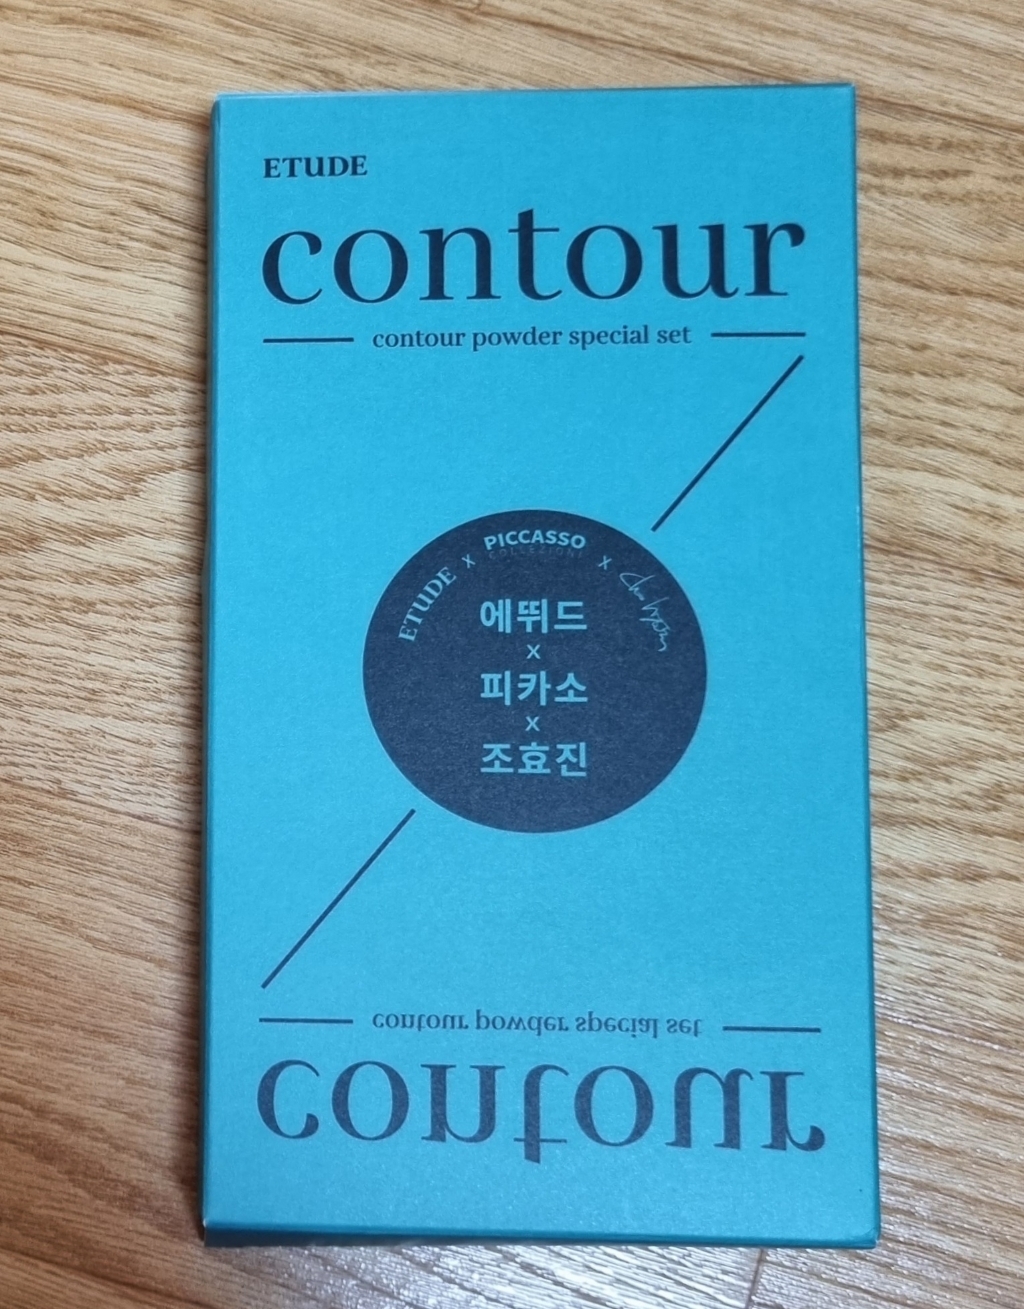 ETUDE
contour
contour powder special set
ETUDE x PICCASSO x
COLLEZIONI
에뛰드
x
피카소
x
조효진
contour powder special set
contour